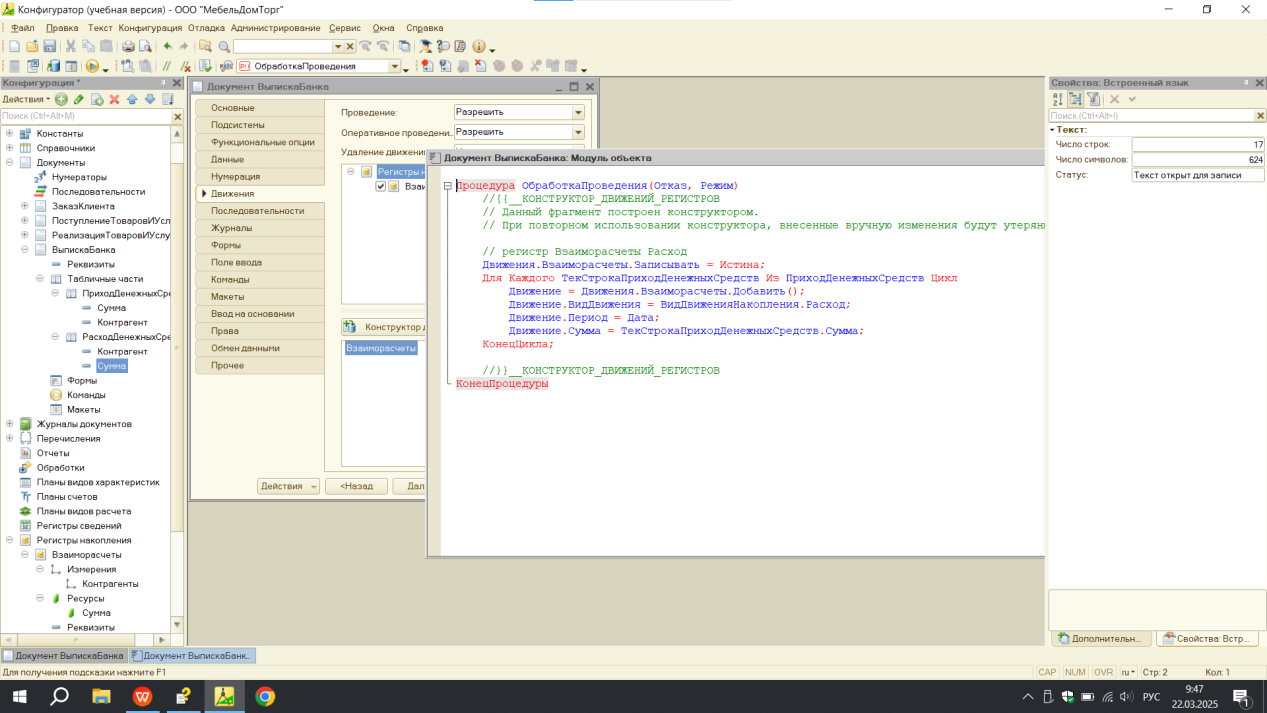 Конфигуратор (учебная версия) - ООО "МебельДомТорг"
Файл Правка Текст Конфигурация Отладка Администрирование Сервис Окна Справка
ОбработкаПроведения
Конфигурация *
Действия
Поиск (Ctrl+Alt+M)
Константы
Справочники
Документы
Нумераторы
Последовательности
ЗаказКлиента
ПоступлениеТоваровИУсл
РеализацияТоваровИУслу
ВыпискаБанка
Реквизиты
Табличные части
ПриходДенежныхСре
Сумма
Контрагент
РасходДенежныхСре
Контрагент
Сумма
Формы
Команды
Макеты
Журналы документов
Перечисления
Отчеты
Обработки
Планы видов характеристик
Планы счетов
Планы видов расчета
Регистры сведений
Регистры накопления
Взаиморасчеты
Измерения
Контрагенты
Ресурсы
Сумма
Реквизиты
Документ ВыпискаБанка
Основные
Подсистемы
Функциональные опции
Данные
Нумерация
Движения
Последовательности
Журналы
Формы
Поле ввода
Команды
Макеты
Ввод на основании
Права
Обмен данными
Прочее
Проведение: Разрешить
Оперативное проведени... Разрешить
Удаление движени
Регистры н
Взаи
Конструктор д
Взаиморасчеты
Действия <Назад Дал
Документ ВыпискаБанка: Модуль объекта
Процедура ОбработкаПроведения(Отказ, Режим)
//{{__КОНСТРУКТОР_ДВИЖЕНИЙ_РЕГИСТРОВ
// Данный фрагмент построен конструктором.
// При повторном использовании конструктора, внесенные вручную изменения будут утерян
// регистр Взаиморасчеты Расход
Движения.Взаиморасчеты.Записывать = Истина;
Для Каждого ТекСтрокаПриходДенежныхСредств Из ПриходДенежныхСредств Цикл
Движение = Движения.Взаиморасчеты.Добавить();
Движение.ВидДвижения = ВидДвиженияНакопления.Расход;
Движение.Период = Дата;
Движение.Сумма = ТекСтрокаПриходДенежныхСредств.Сумма;
КонецЦикла;
//}}__КОНСТРУКТОР_ДВИЖЕНИЙ_РЕГИСТРОВ
КонецПроцедуры
Свойства: Встроенный язык
Поиск (Ctrl+Alt+I)
Текст:
Число строк: 17
Число символов: 624
Статус: Текст открыт для записи
Дополнительн... Свойства: Встр...
Документ ВыпискаБанка Документ ВыпискаБанк...
Для получения подсказки нажмите F1
CAP NUM OVR ru Стр: 2 Кол: 1
РУС
9:47
22.03.2025
1